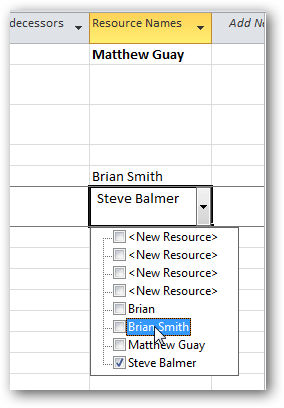 decessors Resource Names Add Ne
Matthew Guay
Brian Smith
Steve Balmer
<New Resource>
<New Resource>
<New Resource>
<New Resource>
Brian
Brian Smith
Matthew Guay
Steve Balmer